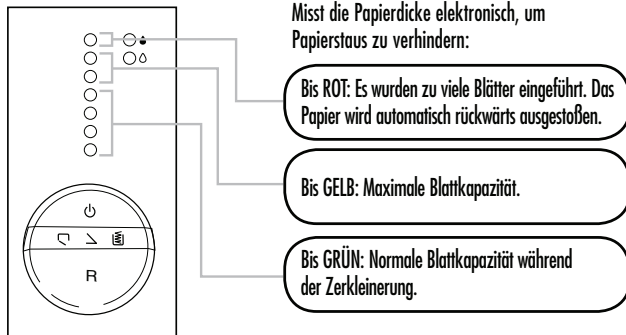 Misst die Papierdicke elektronisch, um
Papierstaus zu verhindern:
Bis ROT: Es wurden zu viele Blätter eingeführt. Das
Papier wird automatisch rückwärts ausgestoßen.
Bis GELB: Maximale Blattkapazität.
Bis GRÜN: Normale Blattkapazität während
der Zerkleinerung.
R